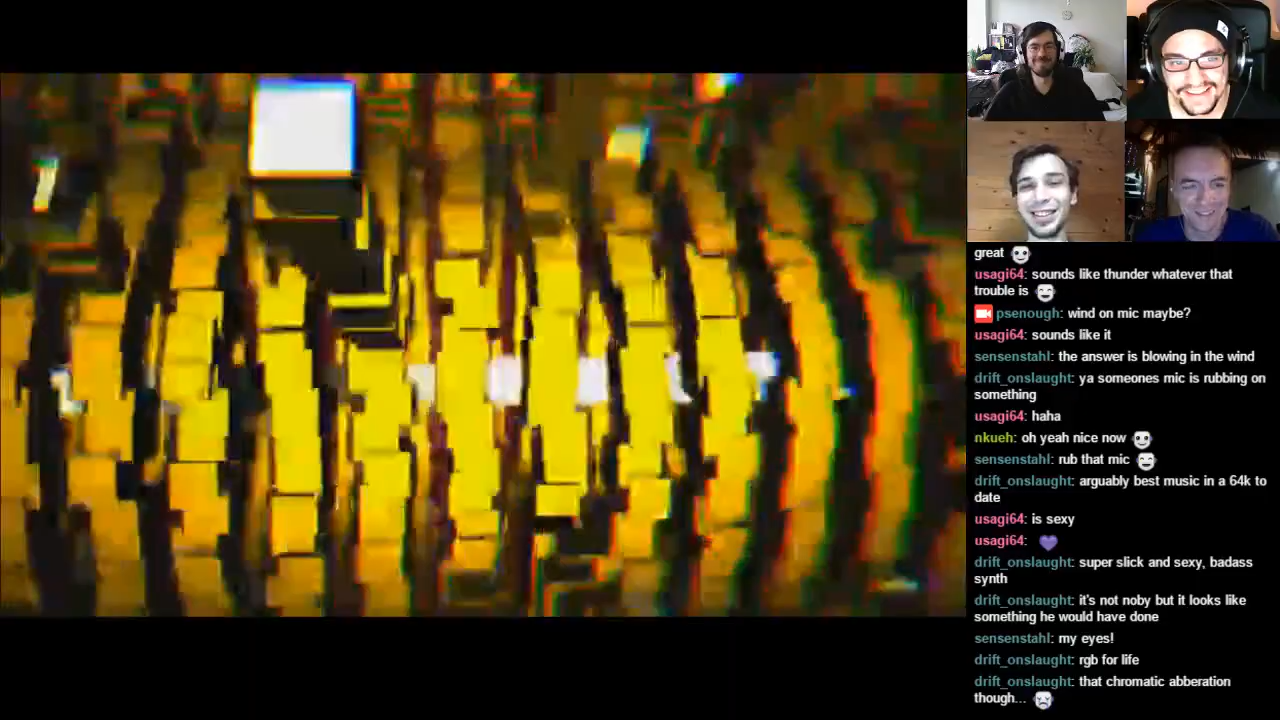 great
usagi64: sounds like thunder whatever that
trouble is
psenough: wind on mic maybe?
usagi64: sounds like it
sensenstahl: the answer is blowing in the wind
drift_onslaught: ya someones mic is rubbing on
something
usagi64: haha
nkueh: oh yeah nice now
sensenstahl: rub that mic
drift_onslaught: arguably best music in a 64k to
date
usagi64: is sexy
usagi64:
drift_onslaught: super slick and sexy, badass
synth
drift_onslaught: it's not noby but it looks like
something he would have done
sensenstahl: my eyes!
drift_onslaught: rgb for life
drift_onslaught: that chromatic abberation
though...